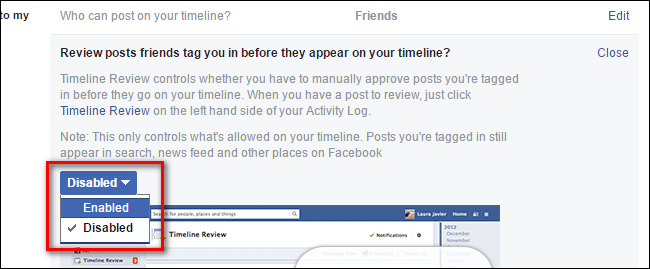 to my
Who can post on your timeline? Friends Edit
Review posts friends tag you in before they appear on your timeline? Close
Timeline Review controls whether you have to manually approve posts you're tagged
in before they go on your timeline. When you have a post to review, just click
Timeline Review on the left hand side of your Activity Log.
Note: This only controls what's allowed on your timeline. Posts you're tagged in still
appear in search, news feed and other places on Facebook
Disabled
Enabled
Disabled
Search for people, places and things Laura Javier Home
Timeline Review Notifications
2012
December
November
Timeline Review